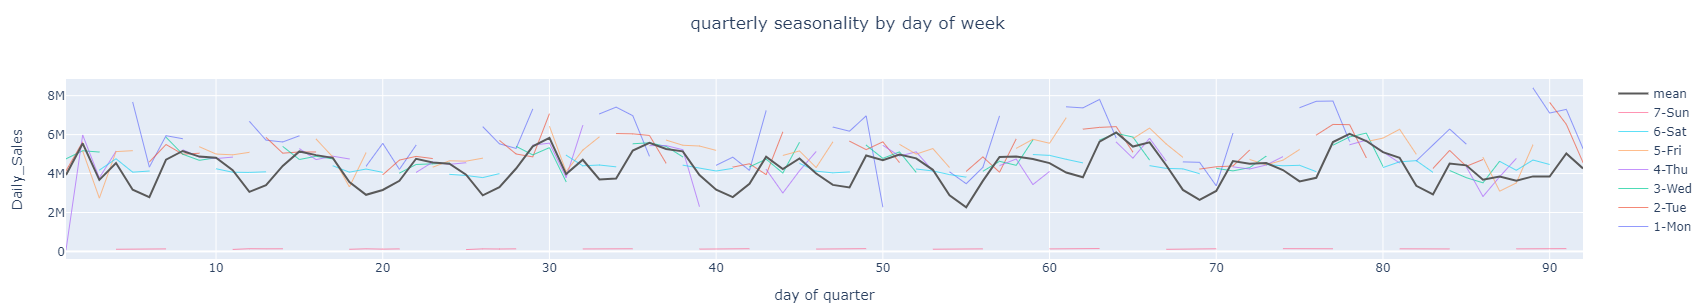 quarterly seasonality by day of week
Daily_Sales
8M
6M
4M
2M
0
10 20 30 40 50 60 70 80 90
day of quarter
mean
7-Sun
6-Sat
5-Fri
4-Thu
3-Wed
2-Tue
1-Mon